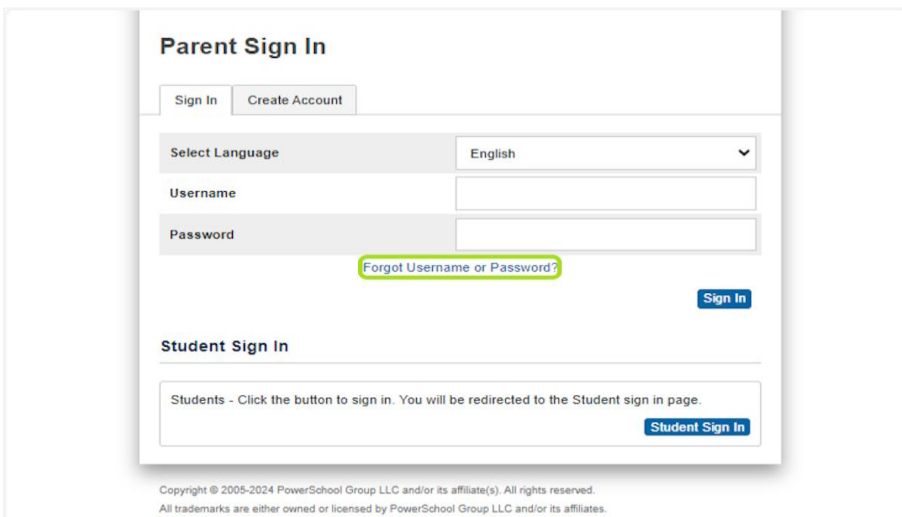 Parent Sign In
Sign In
Create Account
Select Language
English
Username
Password
Forgot Username or Password?
Sign In
Student Sign In
Students - Click the button to sign in. You will be redirected to the Student sign in page.
Student Sign In
Copyright © 2005-2024 PowerSchool Group LLC and/or its affiliate(s). All rights reserved.
All trademarks are either owned or licensed by PowerSchool Group LLC and/or its affiliates.